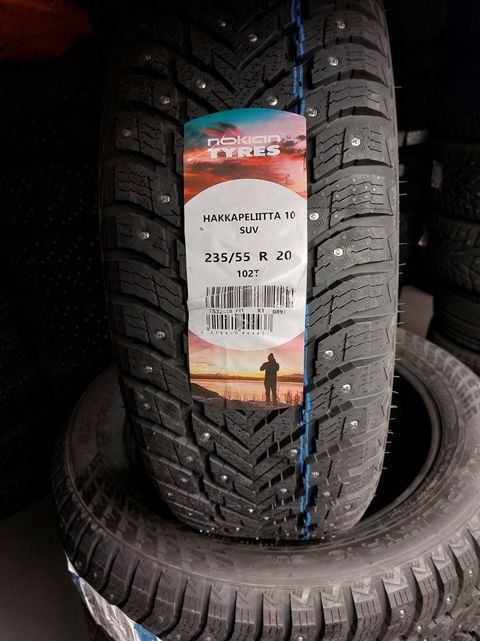 nokian
TYRES
HAKKAPELIITTA 10
SUV
235/55 R 20
102T